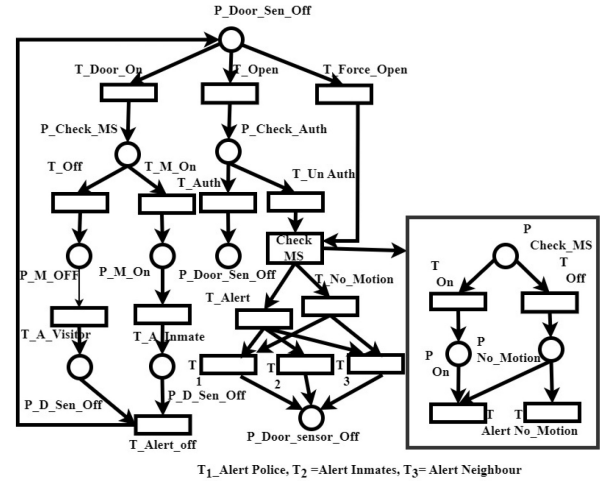 P_Door_Sen_Off
T_Door_On
T_Open
T_Force_Open
P_Check_MS
P_Check_Auth
T_Off
T_M_On
T_Auth
T_Un Auth
P
Check_MS
Check
MS
T
On
T
Off
P_M_OFF
P_M_On
P_Door_Sen_Off
T_No_Motion
T_Alert
T_A_Visitor
T_A_Inmate
P
On
P
No_Motion
T
1
T
2
T
3
P_D_Sen_Off
P_D_Sen_Off
T
Alert
T
No_Motion
T_Alert_off
P_Door_sensor_Off
T1_Alert Police, T2 =Alert Inmates, T3= Alert Neighbour